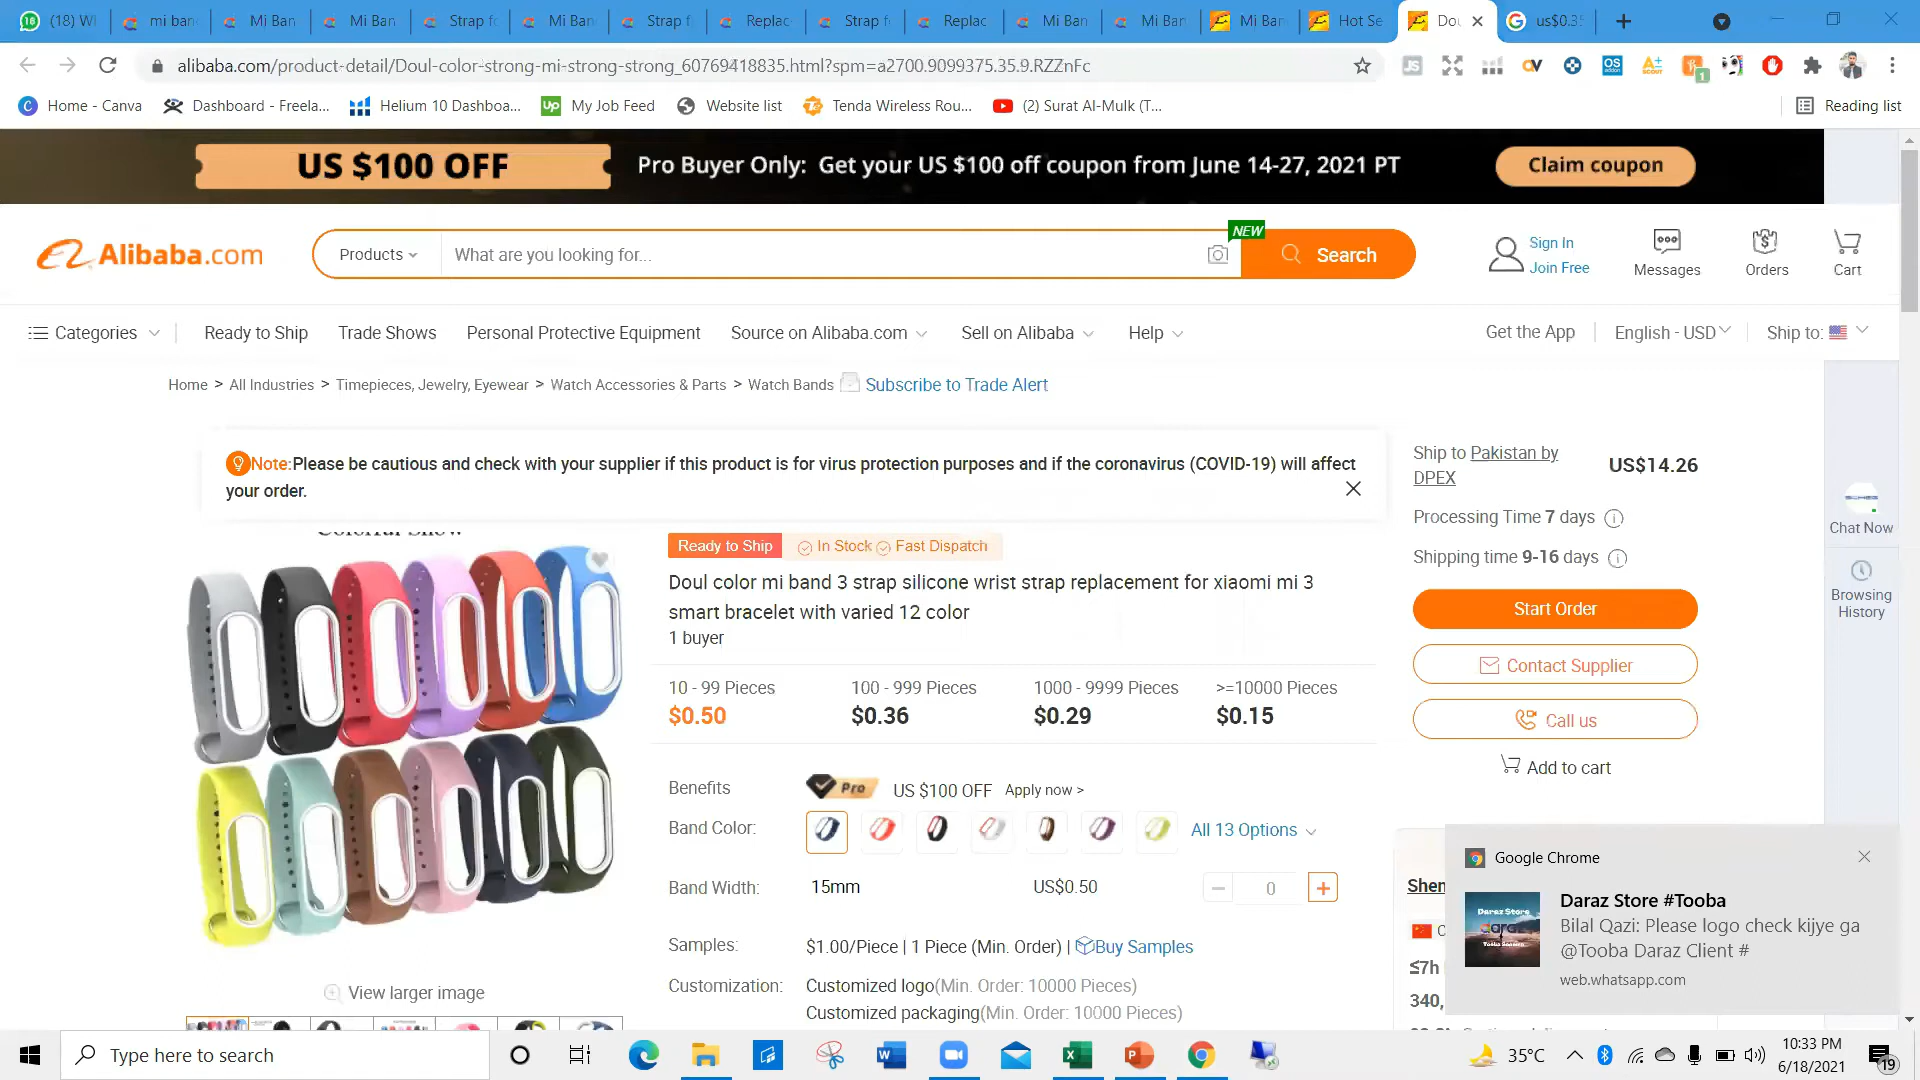 (18) WI
mi ban
Mi Ban
Mi Ban
Strap fo
Mi Ban
Strap f
Replac
Strap f
Replac
Mi Ban
Mi Ban
Mi Ban
Hot Se
Dou
us$0.35
alibaba.com/product-detail/Doul-color-strong-mi-strong-strong_60769418835.html?spm=a2700.9099375.35.9.RZZnFc
Home - Canva
Dashboard - Freela...
Helium 10 Dashboa...
My Job Feed
Website list
Tenda Wireless Rou...
(2) Surat Al-Mulk (T...
Reading list
US $100 OFF
Pro Buyer Only: Get your US $100 off coupon from June 14-27, 2021 PT
Claim coupon
Alibaba.com
Products
What are you looking for...
NEW
Search
Sign In
Join Free
Messages
Orders
Cart
Categories
Ready to Ship
Trade Shows
Personal Protective Equipment
Source on Alibaba.com
Sell on Alibaba
Help
Get the App
English - USD
Ship to:
Home > All Industries > Timepieces, Jewelry, Eyewear > Watch Accessories & Parts > Watch Bands
Subscribe to Trade Alert
Note:Please be cautious and check with your supplier if this product is for virus protection purposes and if the coronavirus (COVID-19) will affect
your order.
Ready to Ship
In Stock
Fast Dispatch
Doul color mi band 3 strap silicone wrist strap replacement for xiaomi mi 3
smart bracelet with varied 12 color
1 buyer
10 - 99 Pieces
$0.50
100 - 999 Pieces
$0.36
1000 - 9999 Pieces
$0.29
>=10000 Pieces
$0.15
Benefits
Pro
US $100 OFF
Apply now >
Band Color:
All 13 Options
Band Width:
15mm
US$0.50
0
Samples:
$1.00/Piece | 1 Piece (Min. Order) | Buy Samples
Customization:
Customized logo(Min. Order: 10000 Pieces)
Customized packaging(Min. Order: 10000 Pieces)
View larger image
Ship to Pakistan by
DPEX
US$14.26
Processing Time 7 days
Shipping time 9-16 days
Start Order
Contact Supplier
Call us
Add to cart
Chat Now
Browsing
History
Shen
≤7h
340,
Google Chrome
Daraz Store #Tooba
Bilal Qazi: Please logo check kijye ga
@Tooba Daraz Client #
web.whatsapp.com
Type here to search
35°C
10:33 PM
6/18/2021
19